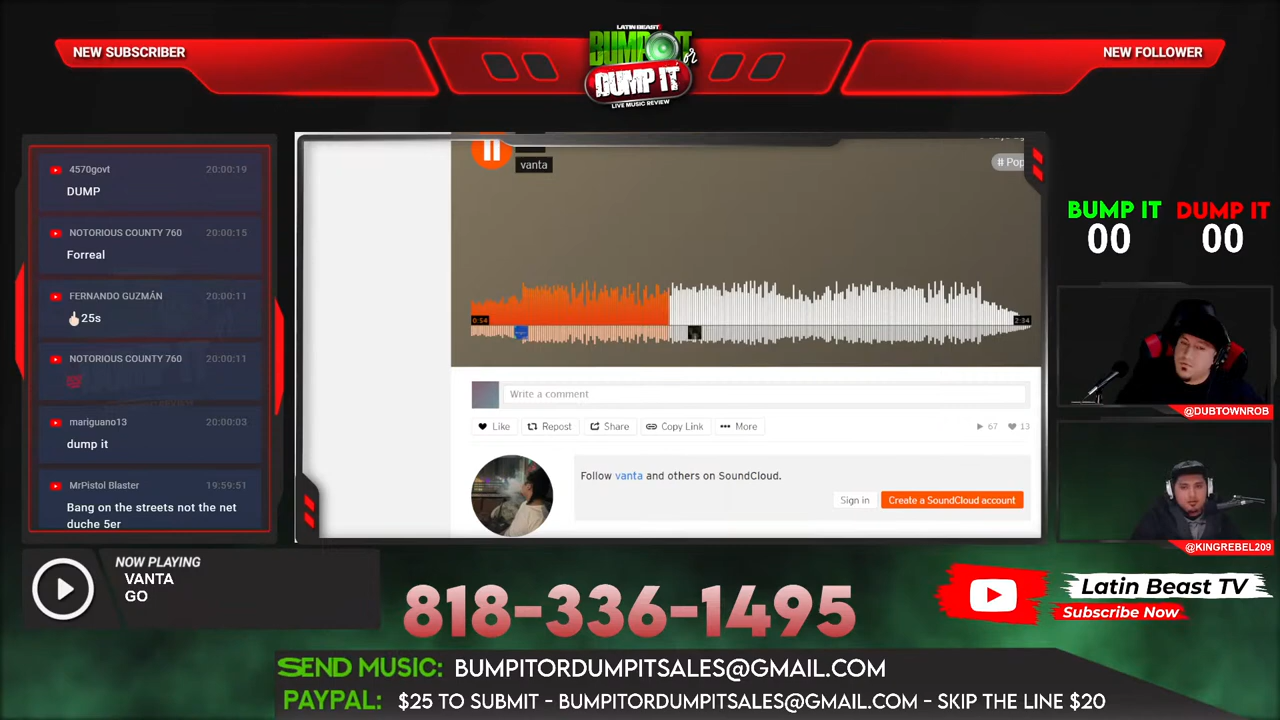 NEW SUBSCRIBER
LATIN BEAST
BUMP IT or
DUMP IT
LIVE MUSIC REVIEW
NEW FOLLOWER
4570govt 20:00:19
DUMP
NOTORIOUS COUNTY 760 20:00:15
Forreal
FERNANDO GUZMÁN 20:00:11
☝🏻25s
NOTORIOUS COUNTY 760 20:00:11
💯
mariguano13 20:00:03
dump it
MrPistol Blaster 19:59:51
Bang on the streets not the net
duche 5er
vanta
# Pop
0:54
2:34
Write a comment
Like Repost Share Copy Link More 67 13
Follow vanta and others on SoundCloud.
Sign in Create a SoundCloud account
BUMP IT DUMP IT
00 00
@DUBTOWNROB
@KINGREBEL209
NOW PLAYING
VANTA
GO
818-336-1495
Latin Beast TV
Subscribe Now
SEND MUSIC: BUMPITORDUMPITSALES@GMAIL.COM
PAYPAL: $25 TO SUBMIT - BUMPITORDUMPITSALES@GMAIL.COM - SKIP THE LINE $20